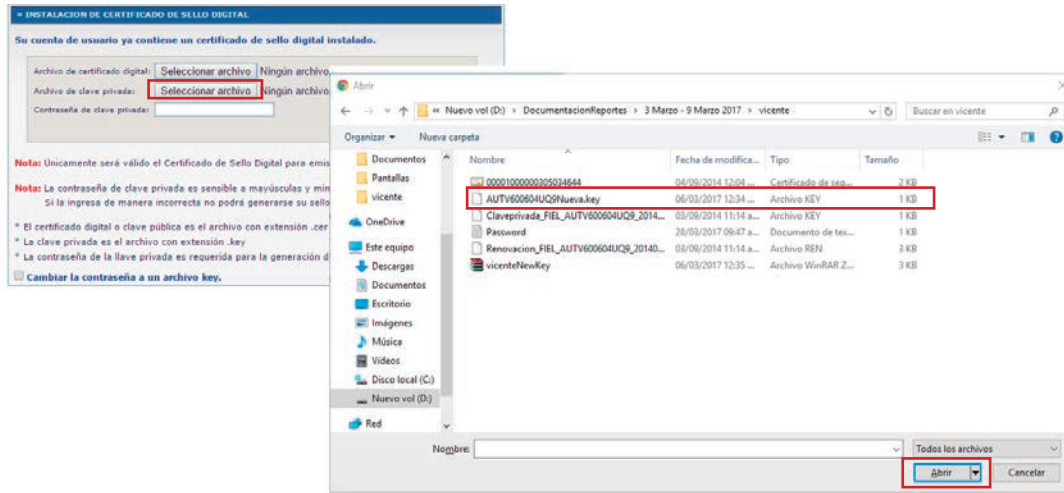 » INSTALACION DE CERTIFICADO DE SELLO DIGITAL
Su cuenta de usuario ya contiene un certificado de sello digital instalado.
Archivo de certificado digital: Seleccionar archivo Ningún archivo
Archivo de clave privada: Seleccionar archivo Ningún archivo
Contraseña de clave privada:
Nota: Únicamente será válido el Certificado de Sello Digital para emis
Nota: La contraseña de clave privada es sensible a mayúsculas y min
Si la ingresa de manera incorrecta no podrá generarse su sello
* El certificado digital o clave pública es el archivo con extensión .cer
* La clave privada es el archivo con extensión .key
* La contraseña de la llave privada es requerida para la generación d
Cambiar la contraseña a un archivo key.
Abrir
« Nuevo vol (D:) › DocumentacionReportes › 3 Marzo - 9 Marzo 2017 › vicente
Buscar en vicente
Organizar
Nueva carpeta
Documentos
Pantallas
vicente
OneDrive
Este equipo
Descargas
Documentos
Escritorio
Imágenes
Música
Vídeos
Disco local (C:)
Nuevo vol (D:)
Red
Nombre Fecha de modifica... Tipo Tamaño
00001000000305034644 04/09/2014 12:04 ... Certificado de seg... 2 KB
AUTV600604UQ9Nueva.key 06/03/2017 12:34 ... Archivo KEY 1 KB
Claveprivada_FIEL_AUTV600604UQ9_2014... 03/09/2014 11:14 a... Archivo KEY 1 KB
Password 28/03/2017 09:47 a... Documento de tex... 1 KB
Renovacion_FIEL_AUTV600604UQ9_20140... 03/09/2014 11:14 a... Archivo REN 3 KB
vicenteNewKey 06/03/2017 12:35 ... Archivo WinRAR Z... 3 KB
Nombre:
Todos los archivos
Abrir
Cancelar